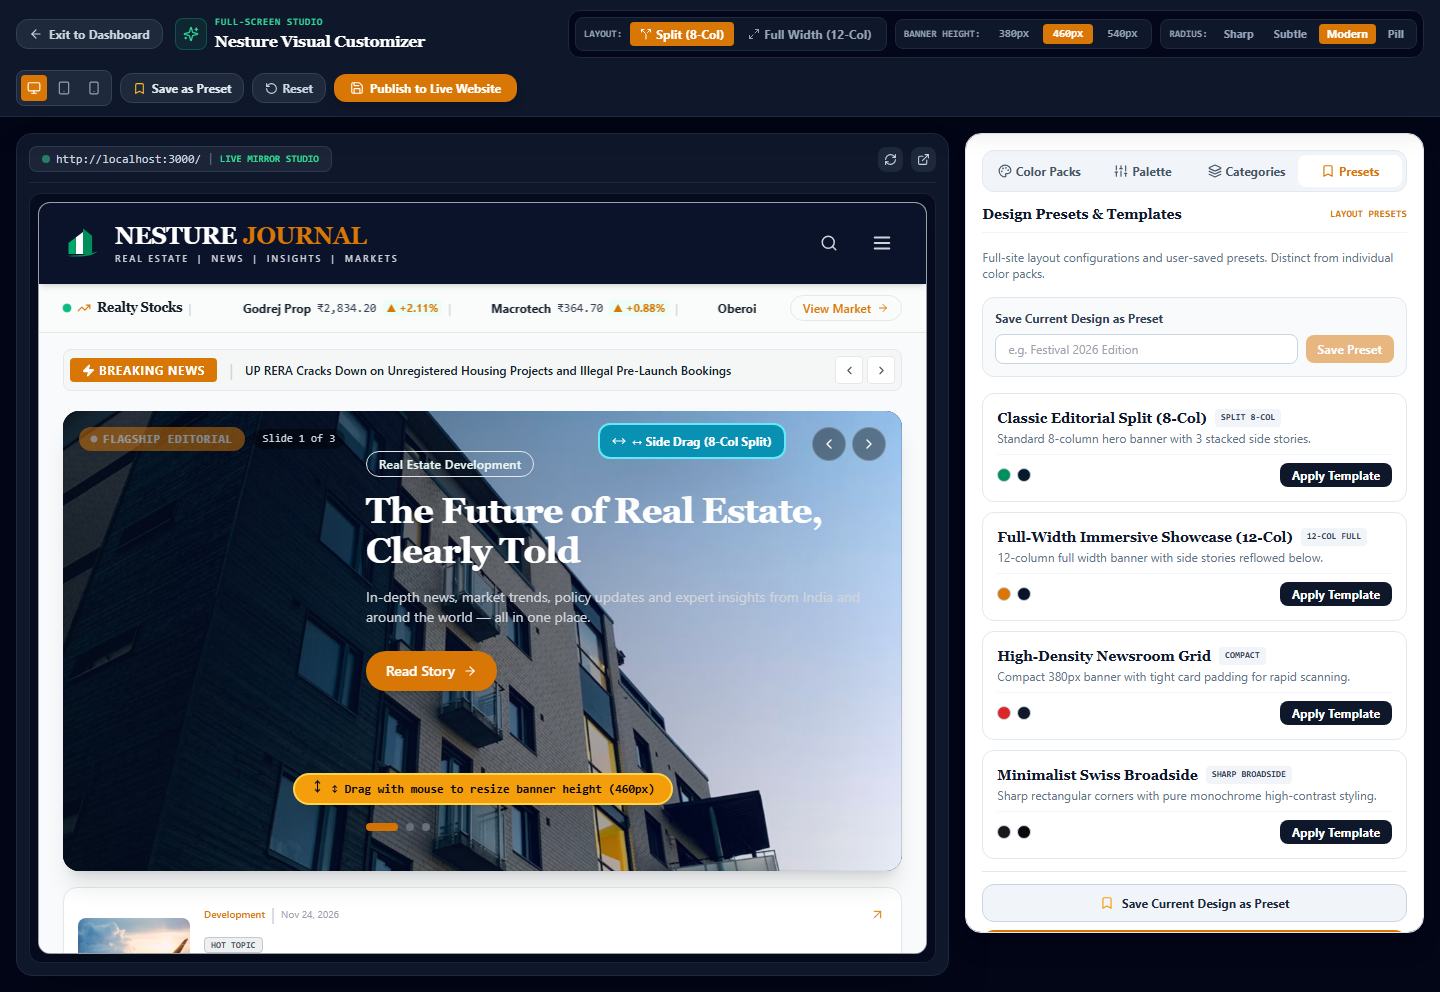 Exit to Dashboard
FULL-SCREEN STUDIO
Nesture Visual Customizer
LAYOUT: Split (8-Col) Full Width (12-Col)
BANNER HEIGHT: 380px 460px 540px
RADIUS: Sharp Subtle Modern Pill
Save as Preset
Reset
Publish to Live Website
http://localhost:3000/ | LIVE MIRROR STUDIO
NESTURE JOURNAL
REAL ESTATE | NEWS | INSIGHTS | MARKETS
Realty Stocks | Godrej Prop ₹2,834.20 ▲ +2.11% | Macrotech ₹364.70 ▲ +0.88% | Oberoi
View Market →
BREAKING NEWS
UP RERA Cracks Down on Unregistered Housing Projects and Illegal Pre-Launch Bookings
FLAGSHIP EDITORIAL
Slide 1 of 3
↔ Side Drag (8-Col Split)
Real Estate Development
The Future of Real Estate,
Clearly Told
In-depth news, market trends, policy updates and expert insights from India and
around the world — all in one place.
Read Story →
↕ Drag with mouse to resize banner height (460px)
Development | Nov 24, 2026
HOT TOPIC
Color Packs
Palette
Categories
Presets
Design Presets & Templates
LAYOUT PRESETS
Full-site layout configurations and user-saved presets. Distinct from individual
color packs.
Save Current Design as Preset
e.g. Festival 2026 Edition
Save Preset
Classic Editorial Split (8-Col) SPLIT 8-COL
Standard 8-column hero banner with 3 stacked side stories.
Apply Template
Full-Width Immersive Showcase (12-Col) 12-COL FULL
12-column full width banner with side stories reflowed below.
Apply Template
High-Density Newsroom Grid COMPACT
Compact 380px banner with tight card padding for rapid scanning.
Apply Template
Minimalist Swiss Broadside SHARP BROADSIDE
Sharp rectangular corners with pure monochrome high-contrast styling.
Apply Template
Save Current Design as Preset